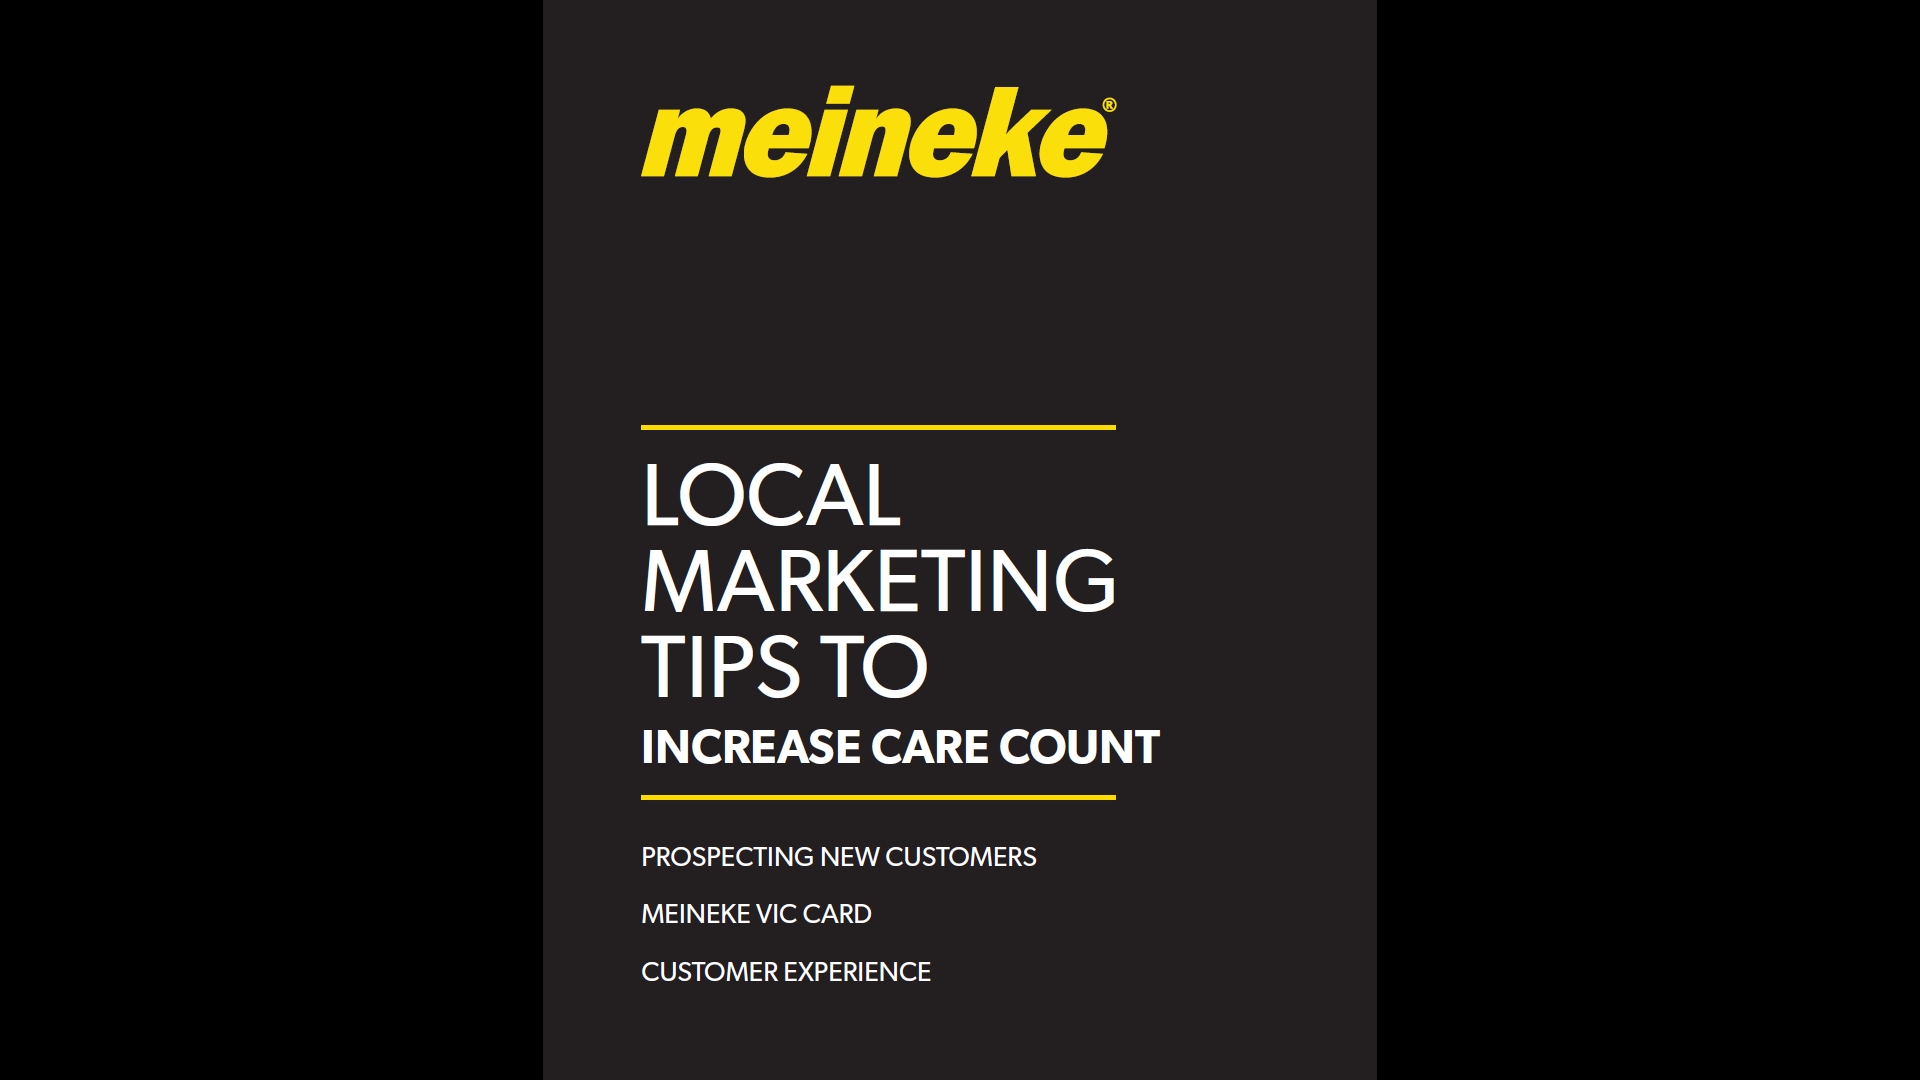 meineke®
LOCAL
MARKETING
TIPS TO
INCREASE CARE COUNT
PROSPECTING NEW CUSTOMERS
MEINEKE VIC CARD
CUSTOMER EXPERIENCE